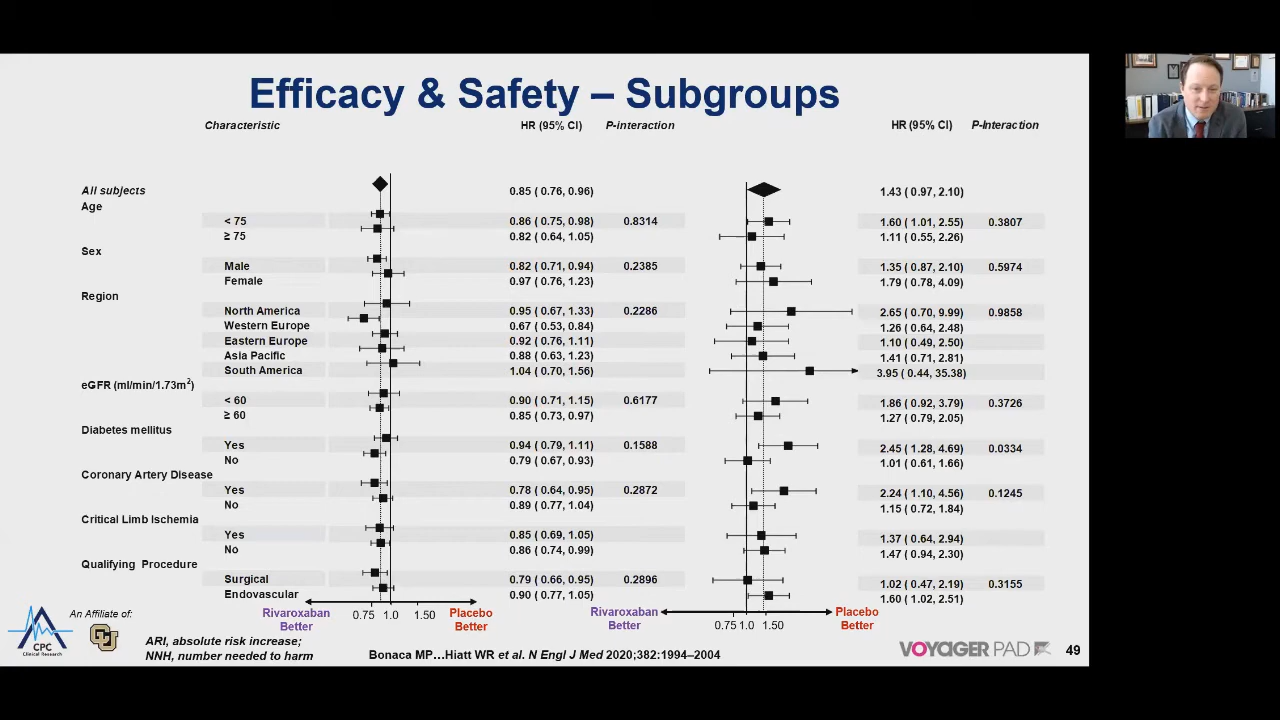 Efficacy & Safety – Subgroups
Characteristic HR (95% CI) P-interaction HR (95% CI) P-Interaction
All subjects 0.85 ( 0.76, 0.96) 1.43 ( 0.97, 2.10)
Age
< 75 0.86 ( 0.75, 0.98) 0.8314 1.60 ( 1.01, 2.55) 0.3807
≥ 75 0.82 ( 0.64, 1.05) 1.11 ( 0.55, 2.26)
Sex
Male 0.82 ( 0.71, 0.94) 0.2385 1.35 ( 0.87, 2.10) 0.5974
Female 0.97 ( 0.76, 1.23) 1.79 ( 0.78, 4.09)
Region
North America 0.95 ( 0.67, 1.33) 0.2286 2.65 ( 0.70, 9.99) 0.9858
Western Europe 0.67 ( 0.53, 0.84) 1.26 ( 0.64, 2.48)
Eastern Europe 0.92 ( 0.76, 1.11) 1.10 ( 0.49, 2.50)
Asia Pacific 0.88 ( 0.63, 1.23) 1.41 ( 0.71, 2.81)
South America 1.04 ( 0.70, 1.56) 3.95 ( 0.44, 35.38)
eGFR (ml/min/1.73m²)
< 60 0.90 ( 0.71, 1.15) 0.6177 1.86 ( 0.92, 3.79) 0.3726
≥ 60 0.85 ( 0.73, 0.97) 1.27 ( 0.79, 2.05)
Diabetes mellitus
Yes 0.94 ( 0.79, 1.11) 0.1588 2.45 ( 1.28, 4.69) 0.0334
No 0.79 ( 0.67, 0.93) 1.01 ( 0.61, 1.66)
Coronary Artery Disease
Yes 0.78 ( 0.64, 0.95) 0.2872 2.24 ( 1.10, 4.56) 0.1245
No 0.89 ( 0.77, 1.04) 1.15 ( 0.72, 1.84)
Critical Limb Ischemia
Yes 0.85 ( 0.69, 1.05) 1.37 ( 0.64, 2.94)
No 0.86 ( 0.74, 0.99) 1.47 ( 0.94, 2.30)
Qualifying Procedure
Surgical 0.79 ( 0.66, 0.95) 0.2896 1.02 ( 0.47, 2.19) 0.3155
Endovascular 0.90 ( 0.77, 1.05) 1.60 ( 1.02, 2.51)
Rivaroxaban Better 0.75 1.0 1.50 Placebo Better
Rivaroxaban Better 0.75 1.0 1.50 Placebo Better
An Affiliate of:
CPC
Clinical Research
CU
ARI, absolute risk increase;
NNH, number needed to harm
Bonaca MP…Hiatt WR et al. N Engl J Med 2020;382:1994–2004
VOYAGER PAD
49